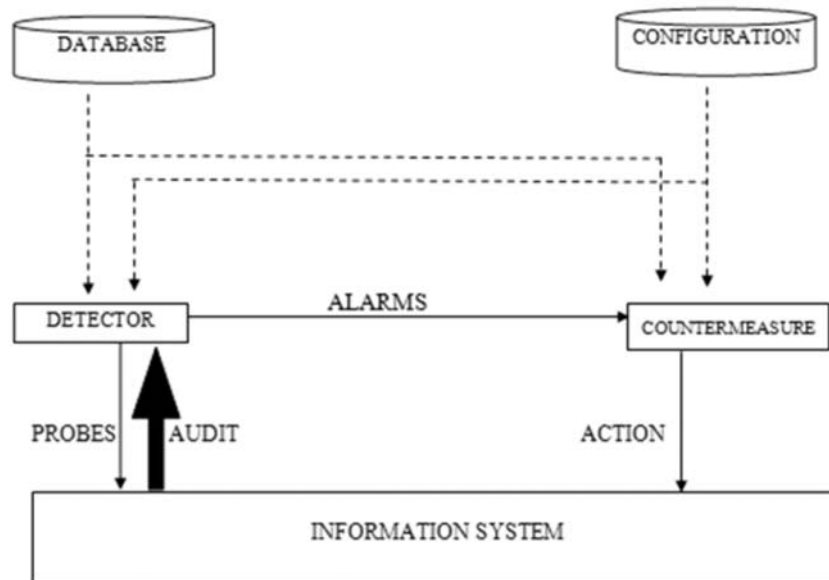 DATABASE
CONFIGURATION
ALARMS
DETECTOR
COUNTERMEASURE
PROBES
AUDIT
ACTION
INFORMATION SYSTEM